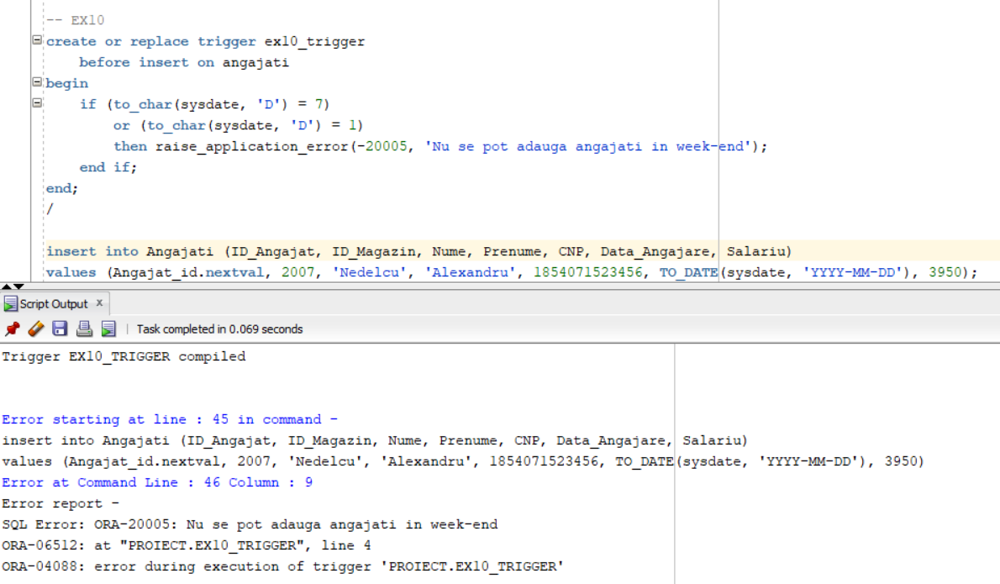 -- EX10
create or replace trigger ex10_trigger
before insert on angajati
begin
if (to_char(sysdate, 'D') = 7)
or (to_char(sysdate, 'D') = 1)
then raise_application_error(-20005, 'Nu se pot adauga angajati in week-end');
end if;
end;
/
insert into Angajati (ID_Angajat, ID_Magazin, Nume, Prenume, CNP, Data_Angajare, Salariu)
values (Angajat_id.nextval, 2007, 'Nedelcu', 'Alexandru', 1854071523456, TO_DATE(sysdate, 'YYYY-MM-DD'), 3950);
Script Output x
Task completed in 0.069 seconds
Trigger EX10_TRIGGER compiled
Error starting at line : 45 in command -
insert into Angajati (ID_Angajat, ID_Magazin, Nume, Prenume, CNP, Data_Angajare, Salariu)
values (Angajat_id.nextval, 2007, 'Nedelcu', 'Alexandru', 1854071523456, TO_DATE(sysdate, 'YYYY-MM-DD'), 3950)
Error at Command Line : 46 Column : 9
Error report -
SQL Error: ORA-20005: Nu se pot adauga angajati in week-end
ORA-06512: at "PROIECT.EX10_TRIGGER", line 4
ORA-04088: error during execution of trigger 'PROIECT.EX10_TRIGGER'